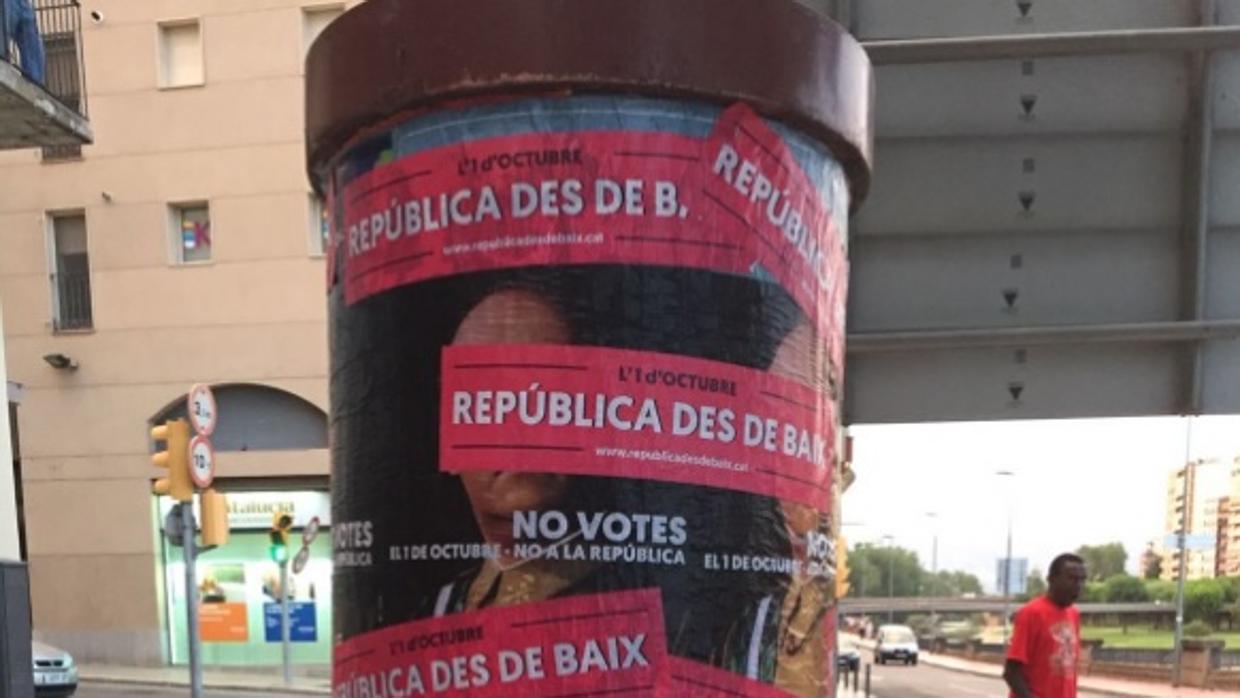 L'1 d'OCTUBRE
REPÚBLICA DES DE B.
www.republicadesdebaix.cat
REPÚBLICA
L'1 d'OCTUBRE
REPÚBLICA DES DE BAIX
www.republicadesdebaix.cat
VOTES
NO VOTES
EL 1 DE OCTUBRE · NO A LA REPÚBLICA
EL 1 DE OCTUBRE
L'1 d'OCTUBRE
REPÚBLICA DES DE BAIX
10